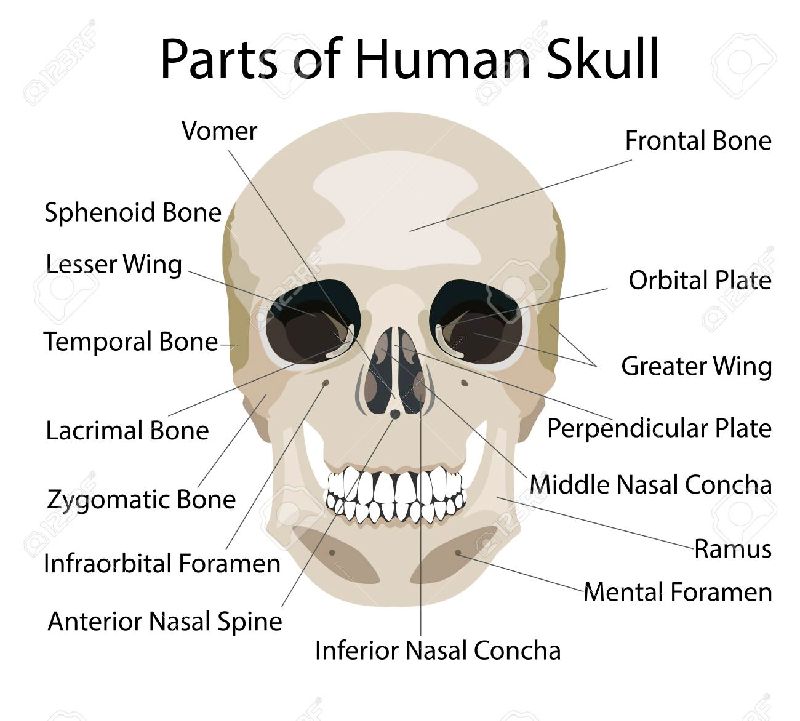 Parts of Human Skull
Vomer
Frontal Bone
Sphenoid Bone
Lesser Wing
Orbital Plate
Temporal Bone
Greater Wing
Lacrimal Bone
Perpendicular Plate
Zygomatic Bone
Middle Nasal Concha
Infraorbital Foramen
Ramus
Mental Foramen
Anterior Nasal Spine
Inferior Nasal Concha
123RF